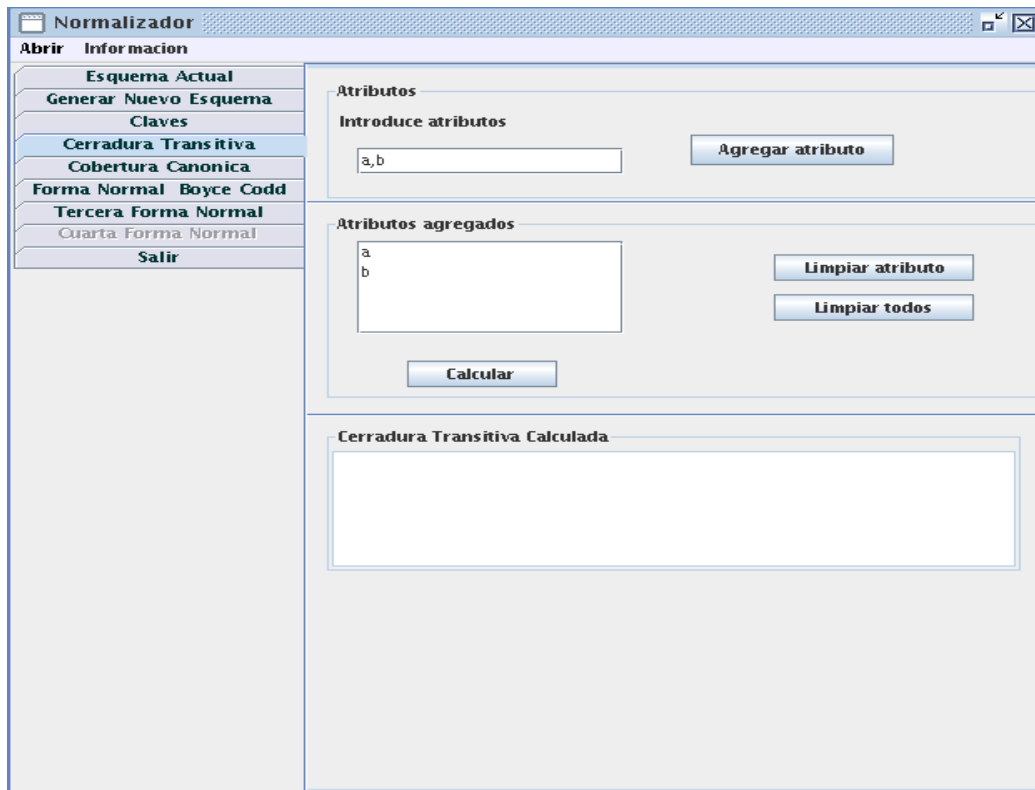 Normalizador
Abrir Informacion
Esquema Actual
Generar Nuevo Esquema
Claves
Cerradura Transitiva
Cobertura Canonica
Forma Normal Boyce Codd
Tercera Forma Normal
Cuarta Forma Normal
Salir
Atributos
Introduce atributos
a,b
Agregar atributo
Atributos agregados
a
b
Limpiar atributo
Limpiar todos
Calcular
Cerradura Transitiva Calculada